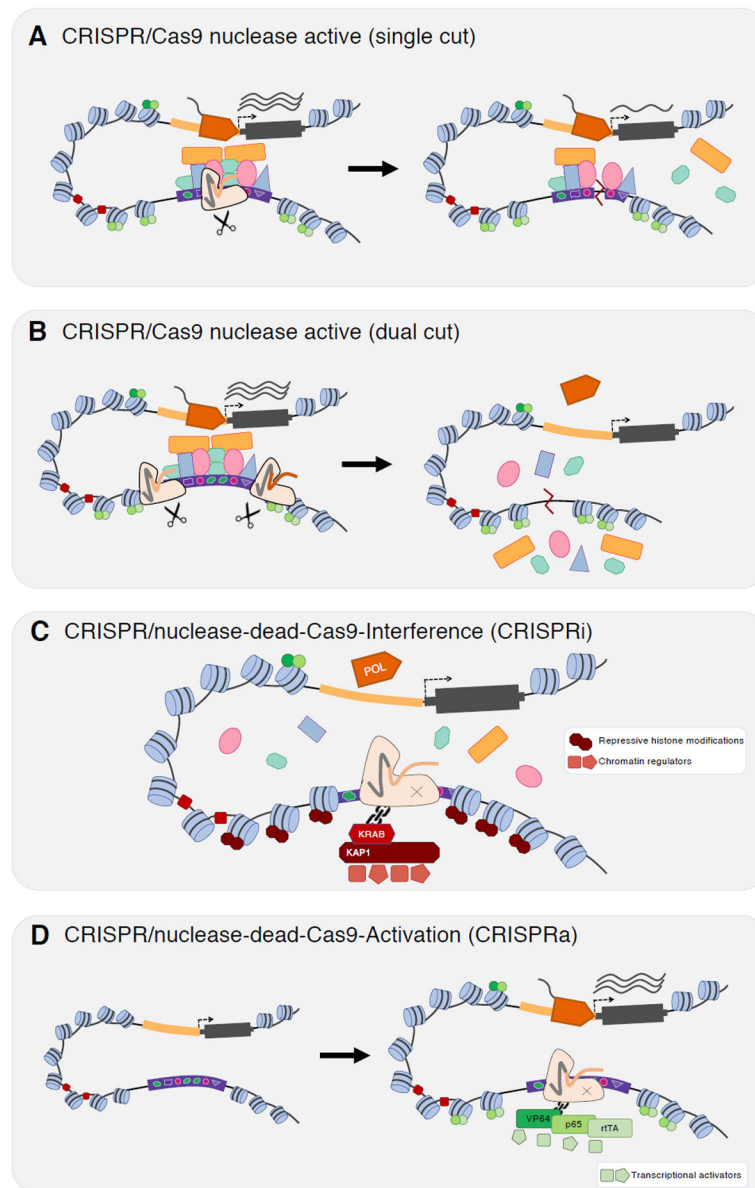 A CRISPR/Cas9 nuclease active (single cut)
B CRISPR/Cas9 nuclease active (dual cut)
C CRISPR/nuclease-dead-Cas9-Interference (CRISPRi)
POL
Repressive histone modifications
Chromatin regulators
KRAB
KAP1
D CRISPR/nuclease-dead-Cas9-Activation (CRISPRa)
VP64
p65
rtTA
Transcriptional activators